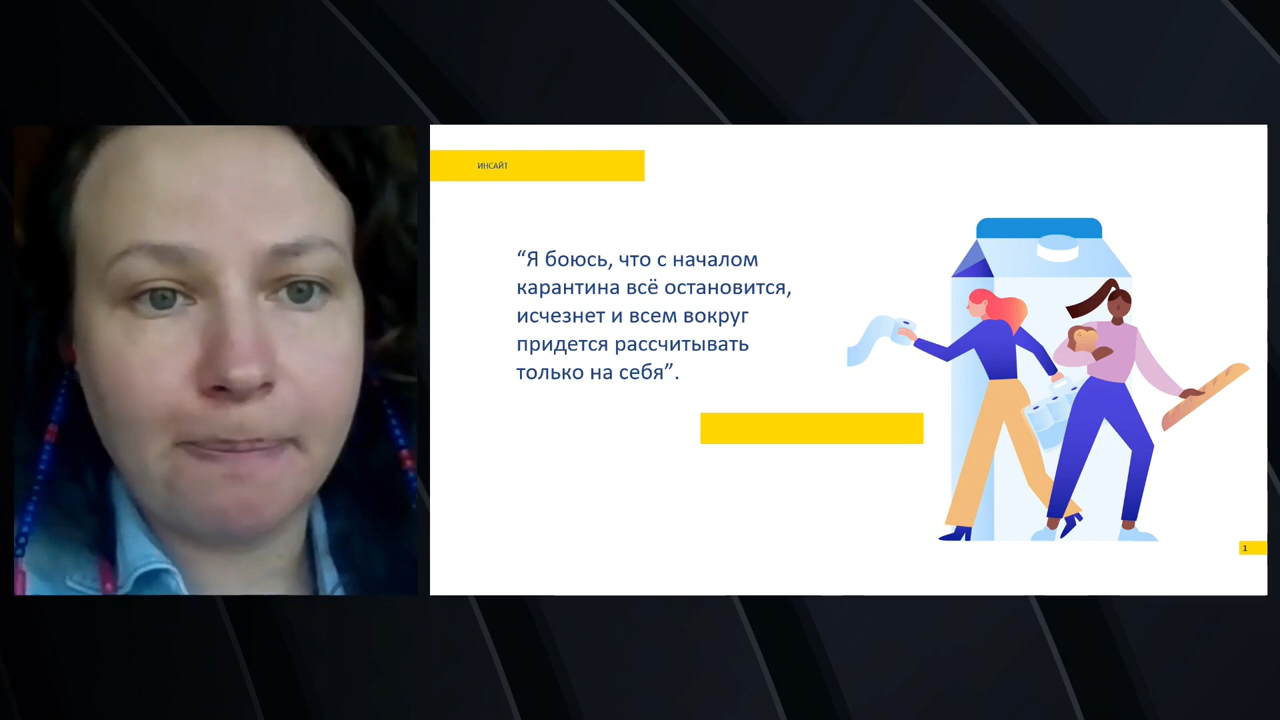 ИНСАЙТ
“Я боюсь, что с началом
карантина всё остановится,
исчезнет и всем вокруг
придется рассчитывать
только на себя”.
1